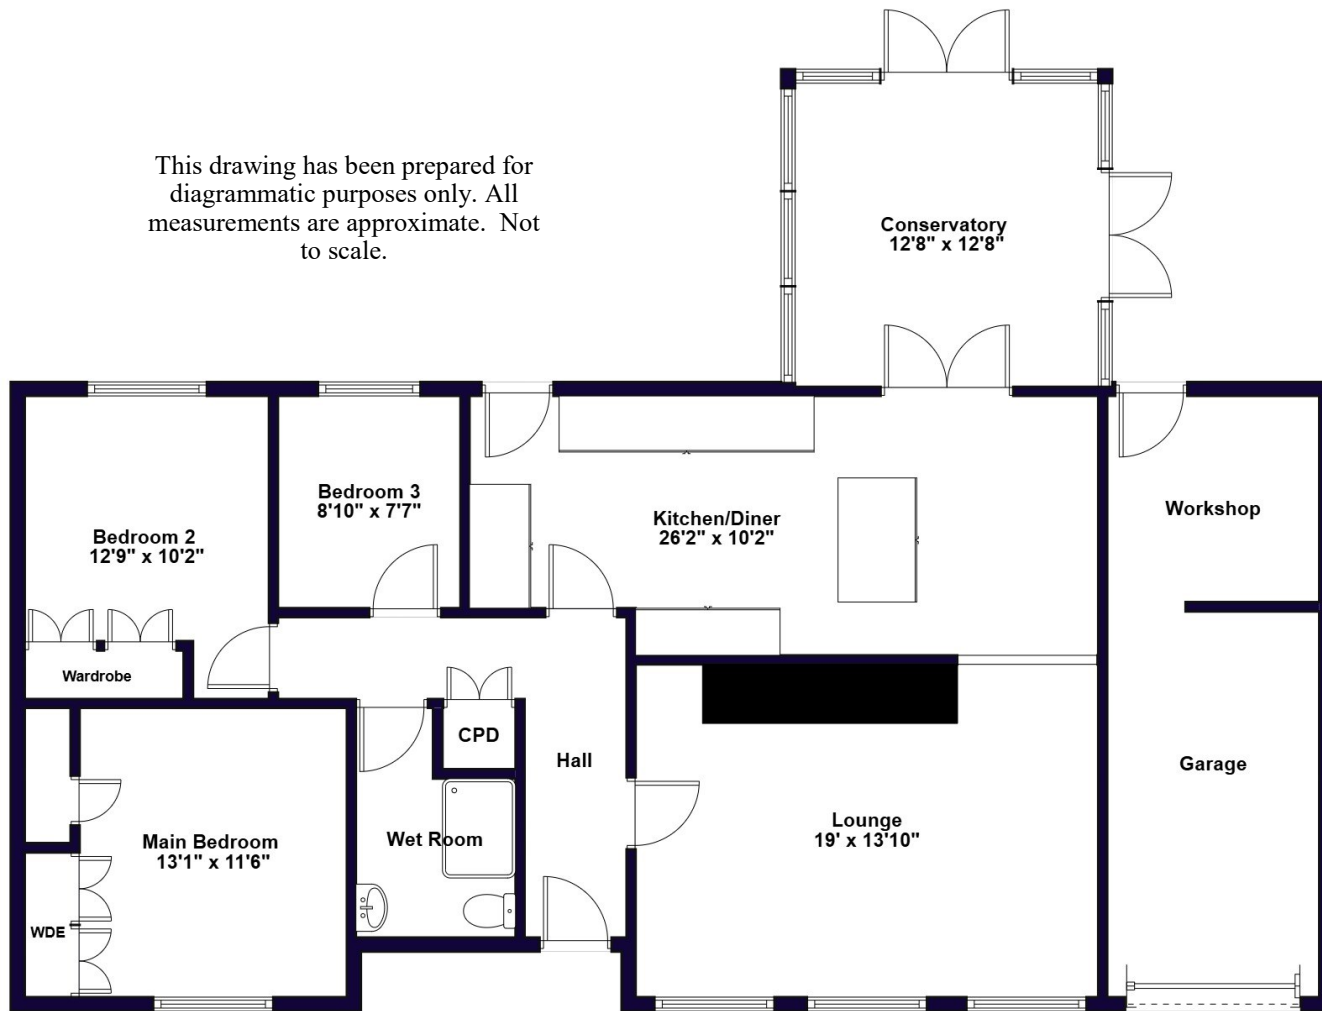 This drawing has been prepared for
diagrammatic purposes only. All
measurements are approximate.  Not
to scale.
Conservatory
12'8" x 12'8"
Bedroom 3
8'10" x 7'7"
Kitchen/Diner
26'2" x 10'2"
Workshop
Bedroom 2
12'9" x 10'2"
Wardrobe
CPD
Hall
Garage
Lounge
19' x 13'10"
Wet Room
Main Bedroom
13'1" x 11'6"
WDE